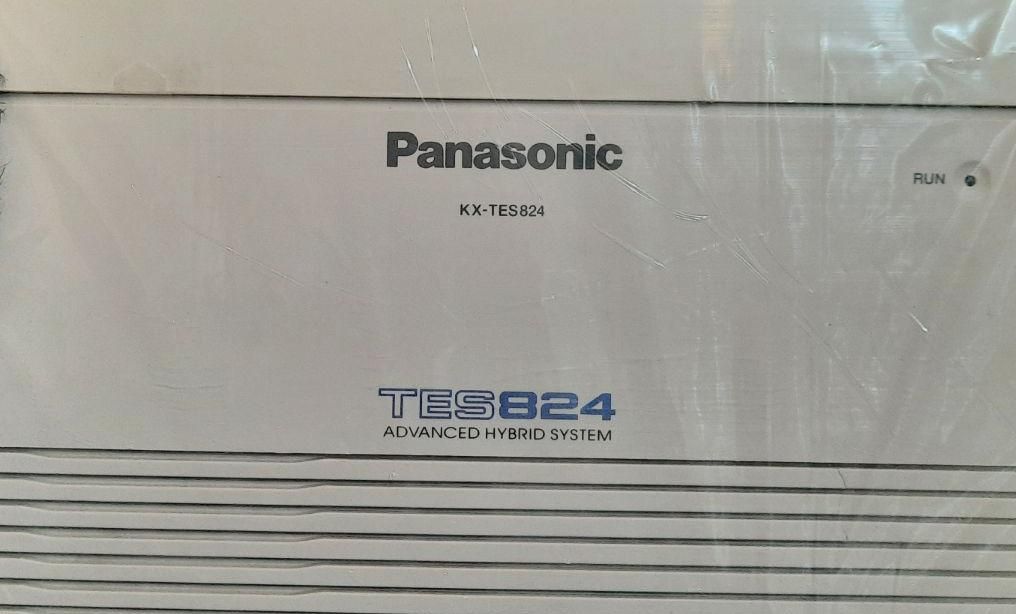 Panasonic
RUN
KX-TES824
TES824
ADVANCED HYBRID SYSTEM